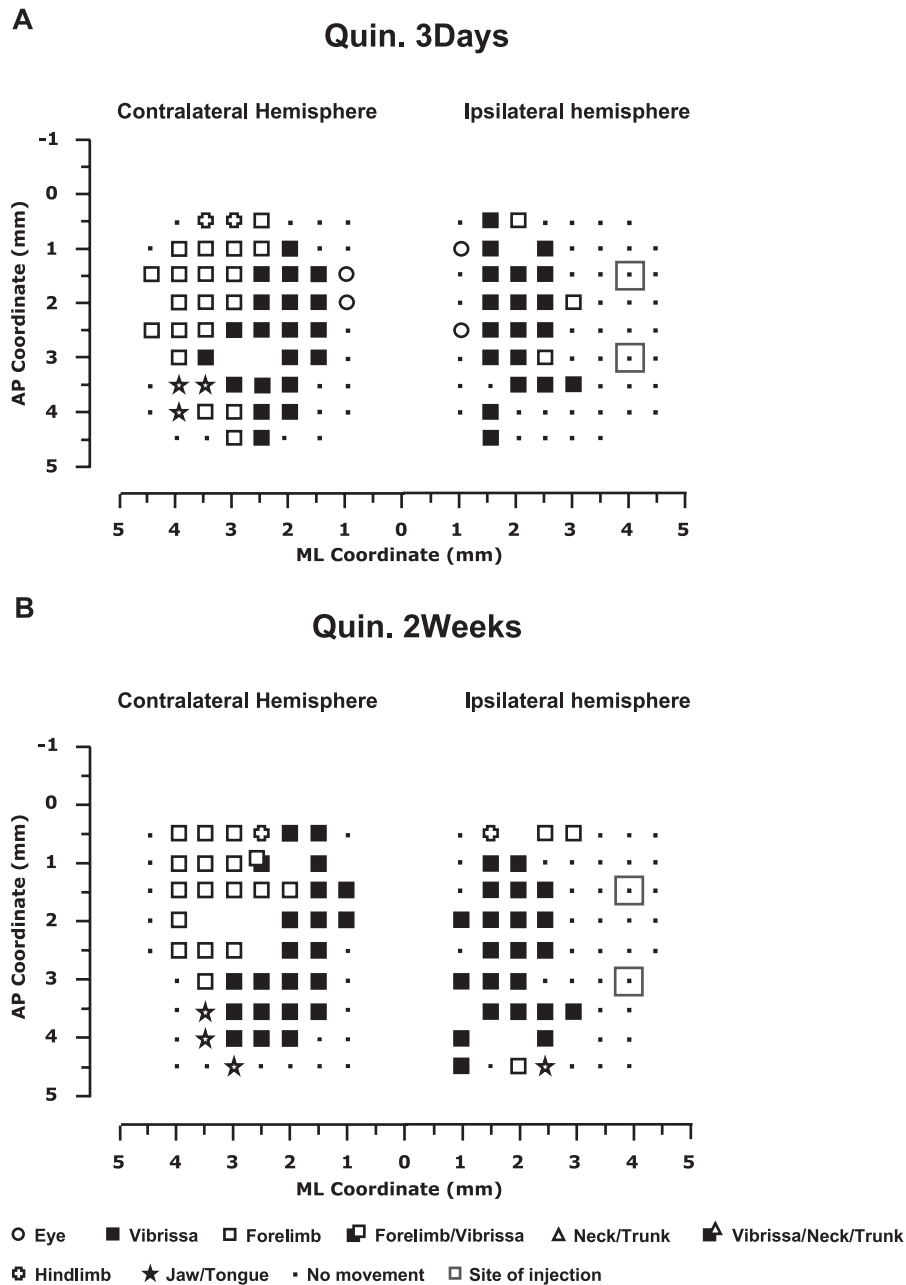 A
Quin. 3Days
Contralateral Hemisphere Ipsilateral hemisphere
-1
0
1
2
3
4
5
AP Coordinate (mm)
5 4 3 2 1 0 1 2 3 4 5
ML Coordinate (mm)
B
Quin. 2Weeks
Contralateral Hemisphere Ipsilateral hemisphere
-1
0
1
2
3
4
5
AP Coordinate (mm)
5 4 3 2 1 0 1 2 3 4 5
ML Coordinate (mm)
Eye Vibrissa Forelimb Forelimb/Vibrissa Neck/Trunk Vibrissa/Neck/Trunk
Hindlimb Jaw/Tongue No movement Site of injection